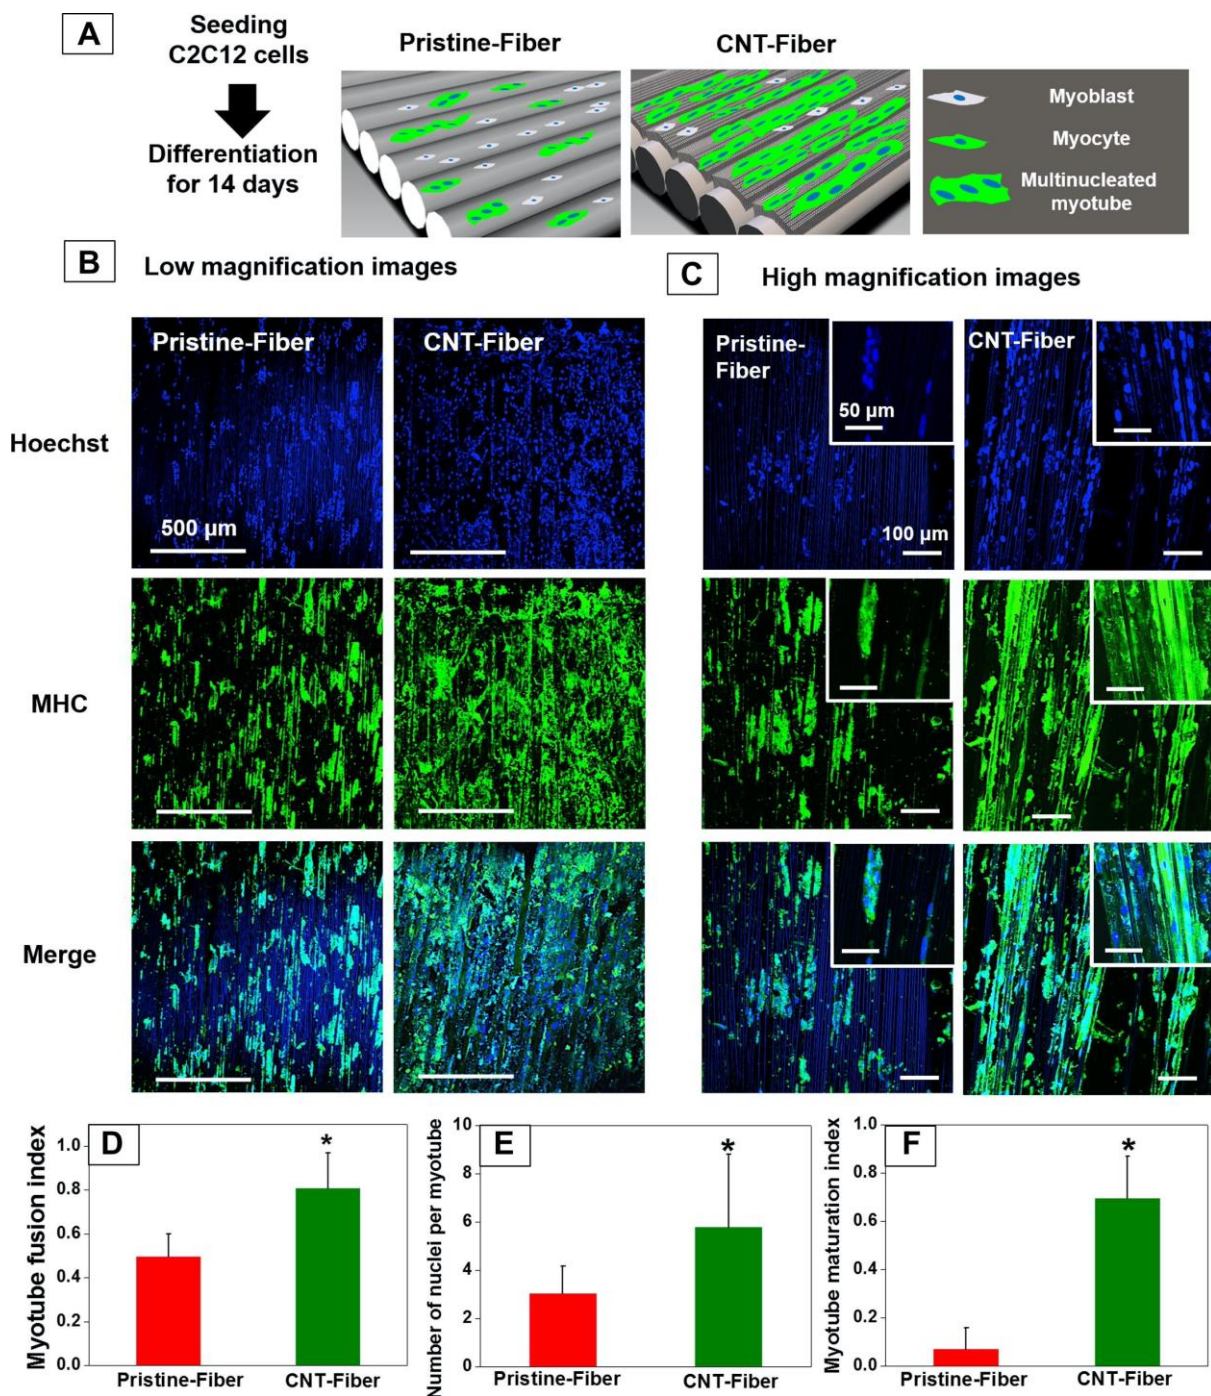 A
Seeding
C2C12 cells
Differentiation
for 14 days
Pristine-Fiber
CNT-Fiber
Myoblast
Myocyte
Multinucleated
myotube
B
Low magnification images
C
High magnification images
Pristine-Fiber
CNT-Fiber
Pristine-
Fiber
50 µm
CNT-Fiber
Hoechst
500 µm
100 µm
MHC
Merge
D
Myotube fusion index
1.0
0.8
0.6
0.4
0.2
0.0
*
Pristine-Fiber
CNT-Fiber
E
Number of nuclei per myotube
10
8
6
4
2
0
*
Pristine-Fiber
CNT-Fiber
F
Myotube maturation index
1.0
0.8
0.6
0.4
0.2
0.0
*
Pristine-Fiber
CNT-Fiber